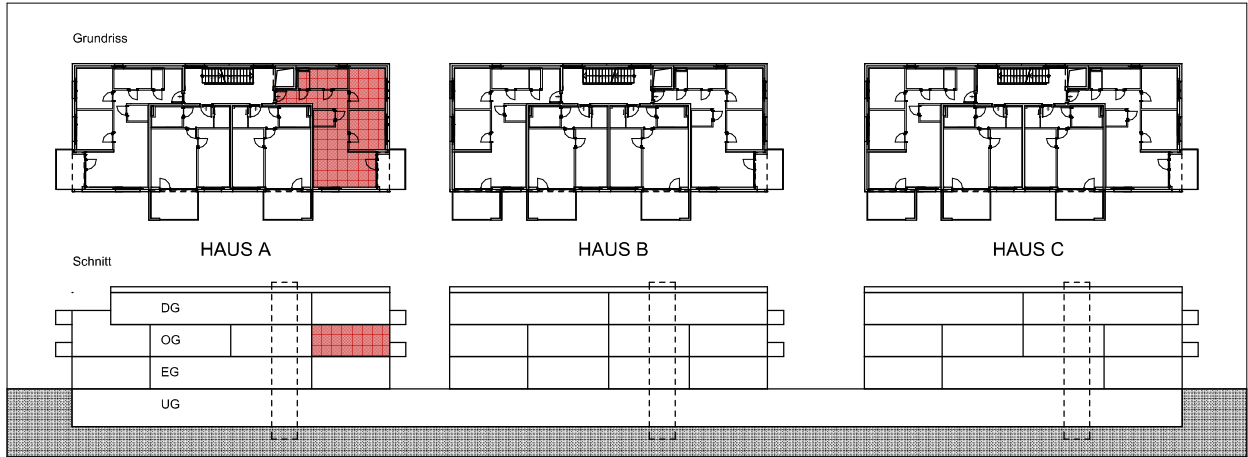 Grundriss
HAUS A
HAUS B
HAUS C
Schnitt
DG
OG
EG
UG